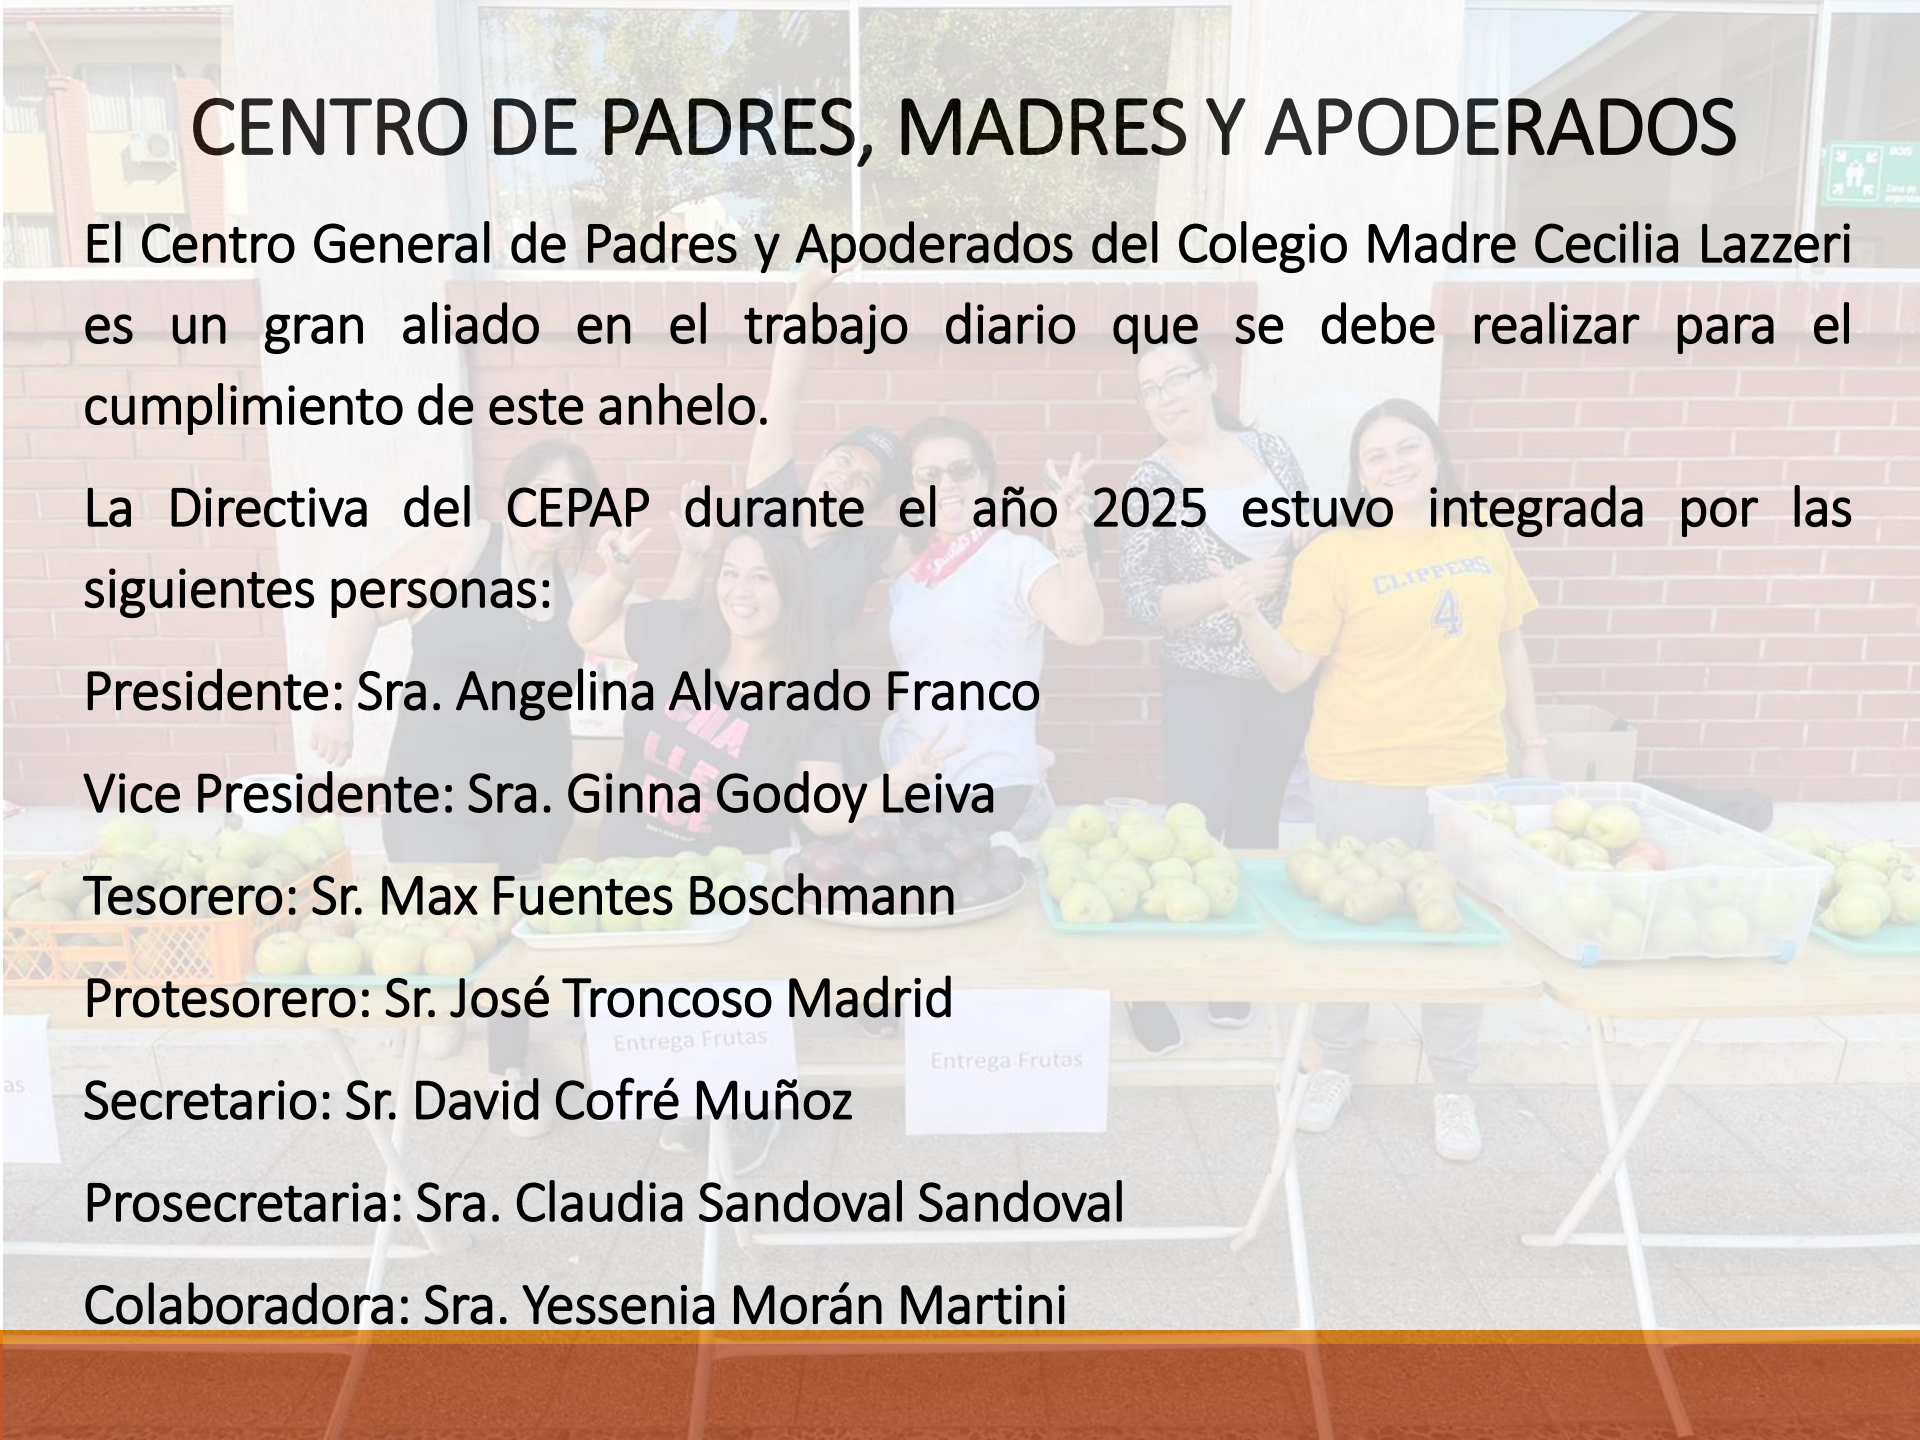 CENTRO DE PADRES, MADRES Y APODERADOS
El Centro General de Padres y Apoderados del Colegio Madre Cecilia Lazzeri
es un gran aliado en el trabajo diario que se debe realizar para el
cumplimiento de este anhelo.
La Directiva del CEPAP durante el año 2025 estuvo integrada por las
siguientes personas:
CLIPPERS
4
Presidente: Sra. Angelina Alvarado Franco
Vice Presidente: Sra. Ginna Godoy Leiva
Tesorero: Sr. Max Fuentes Boschmann
Protesorero: Sr. José Troncoso Madrid
Entrega Frutas
Entrega Frutas
Secretario: Sr. David Cofré Muñoz
Prosecretaria: Sra. Claudia Sandoval Sandoval
Colaboradora: Sra. Yessenia Morán Martini